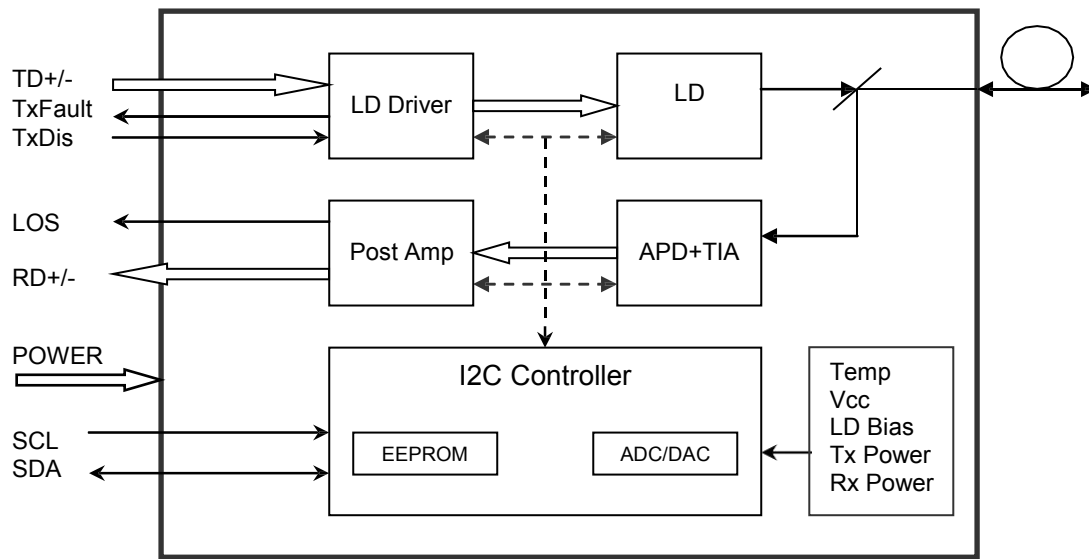 TD+/-
TxFault
TxDis
LD Driver
LD
LOS
RD+/-
Post Amp
APD+TIA
POWER
SCL
SDA
I2C Controller
EEPROM
ADC/DAC
Temp
Vcc
LD Bias
Tx Power
Rx Power